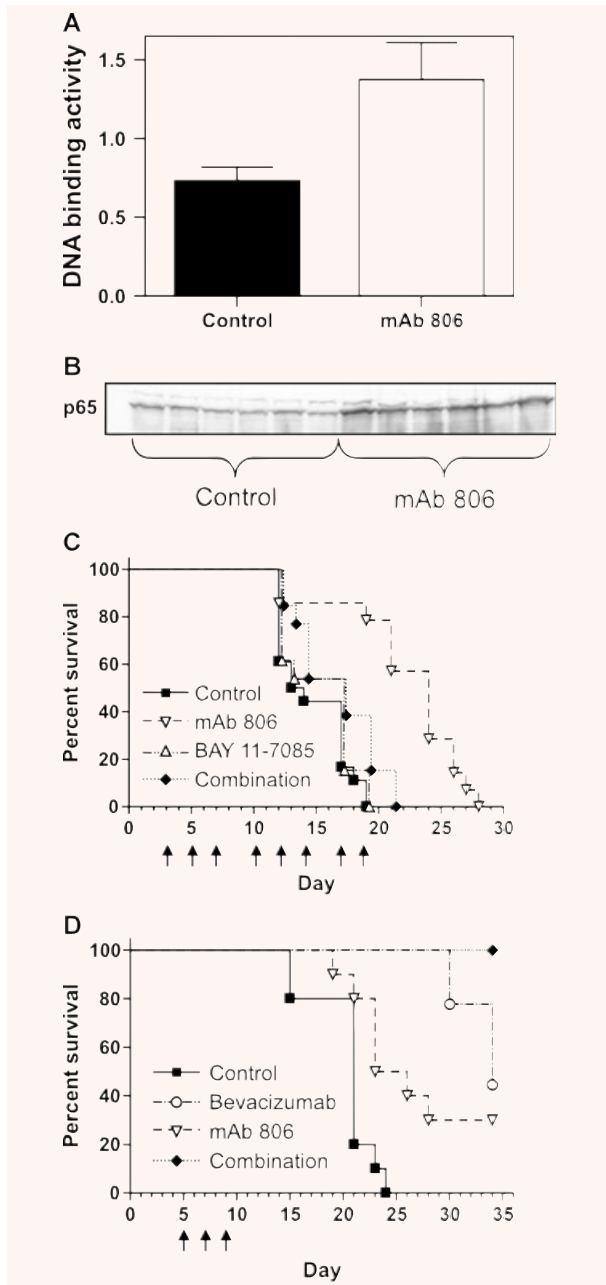 A
DNA binding activity
1.5
1.0
0.5
0.0
Control
mAb 806
B
p65
Control
mAb 806
C
Percent survival
100
80
60
40
20
0
Control
mAb 806
BAY 11-7085
Combination
0 5 10 15 20 25 30
Day
D
Percent survival
100
80
60
40
20
0
Control
Bevacizumab
mAb 806
Combination
0 5 10 15 20 25 30 35
Day